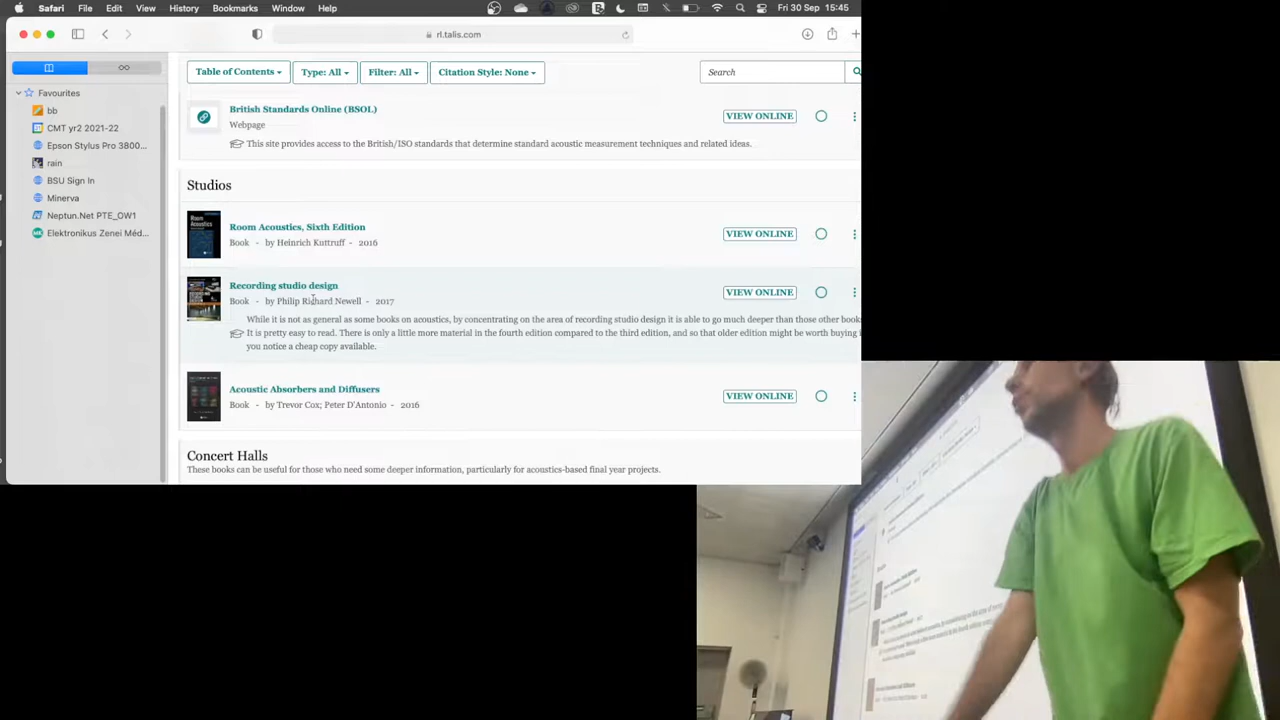 Safari File Edit View History Bookmarks Window Help
Fri 30 Sep 15:45
rl.talis.com
Favourites
bb
CMT yr2 2021-22
Epson Stylus Pro 3800...
rain
BSU Sign In
Minerva
Neptun.Net PTE_OW1
Elektronikus Zenei Méd...
Table of Contents Type: All Filter: All Citation Style: None Search
British Standards Online (BSOL)
Webpage
VIEW ONLINE
This site provides access to the British/ISO standards that determine standard acoustic measurement techniques and related ideas.
Studios
Room Acoustics, Sixth Edition
Book - by Heinrich Kuttruff - 2016
VIEW ONLINE
Recording studio design
Book - by Philip Richard Newell - 2017
VIEW ONLINE
While it is not as general as some books on acoustics, by concentrating on the area of recording studio design it is able to go much deeper than those other book
It is pretty easy to read. There is only a little more material in the fourth edition compared to the third edition, and so that older edition might be worth buying i
you notice a cheap copy available.
Acoustic Absorbers and Diffusers
Book - by Trevor Cox; Peter D'Antonio - 2016
VIEW ONLINE
Concert Halls
These books can be useful for those who need some deeper information, particularly for acoustics-based final year projects.